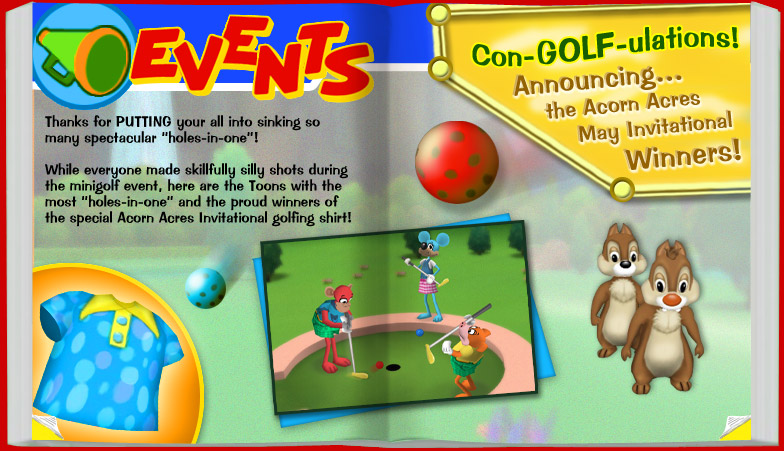 EVENTS
Thanks for PUTTING your all into sinking so
many spectacular "holes-in-one"!
While everyone made skillfully silly shots during
the minigolf event, here are the Toons with the
most "holes-in-one" and the proud winners of
the special Acorn Acres Invitational golfing shirt!
Con-GOLF-ulations!
Announcing...
the Acorn Acres
May Invitational
Winners!